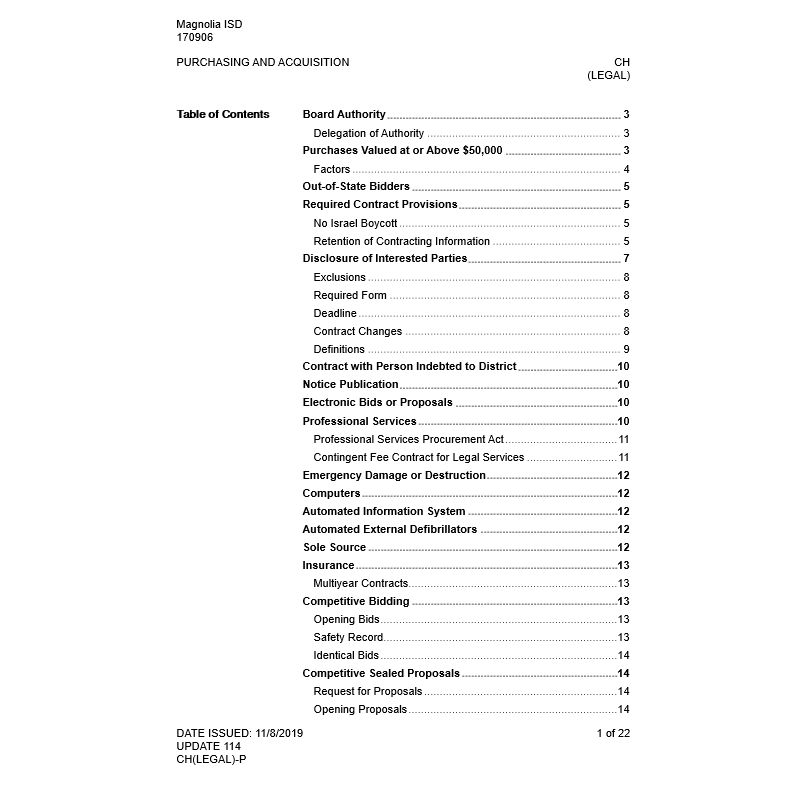 Magnolia ISD
170906
PURCHASING AND ACQUISITION CH
(LEGAL)
Table of Contents Board Authority 3
Delegation of Authority 3
Purchases Valued at or Above $50,000 3
Factors 4
Out-of-State Bidders 5
Required Contract Provisions 5
No Israel Boycott 5
Retention of Contracting Information 5
Disclosure of Interested Parties 7
Exclusions 8
Required Form 8
Deadline 8
Contract Changes 8
Definitions 9
Contract with Person Indebted to District 10
Notice Publication 10
Electronic Bids or Proposals 10
Professional Services 10
Professional Services Procurement Act 11
Contingent Fee Contract for Legal Services 11
Emergency Damage or Destruction 12
Computers 12
Automated Information System 12
Automated External Defibrillators 12
Sole Source 12
Insurance 13
Multiyear Contracts 13
Competitive Bidding 13
Opening Bids 13
Safety Record 13
Identical Bids 14
Competitive Sealed Proposals 14
Request for Proposals 14
Opening Proposals 14
DATE ISSUED: 11/8/2019 1 of 22
UPDATE 114
CH(LEGAL)-P